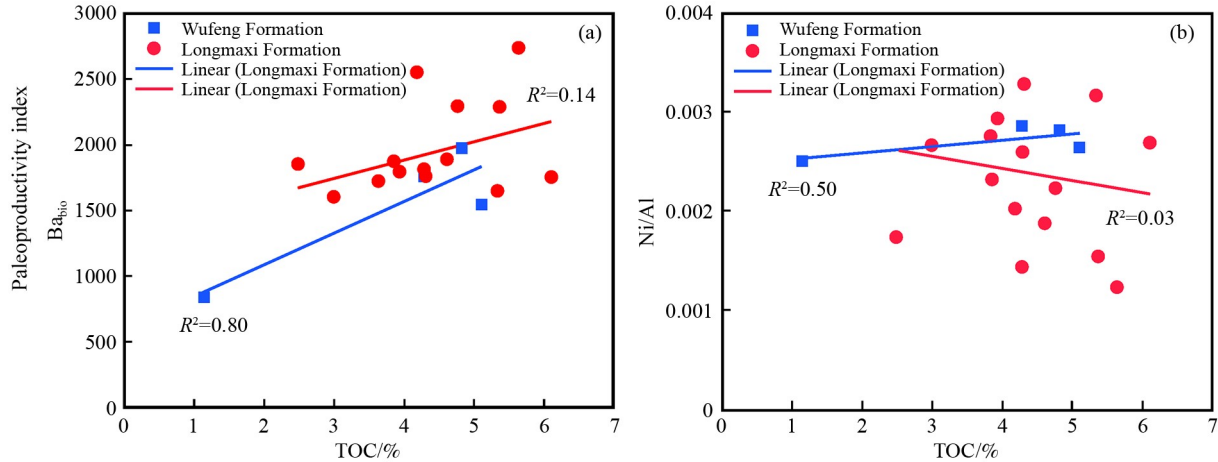 (a)
Wufeng Formation
Longmaxi Formation
Linear (Longmaxi Formation)
Linear (Longmaxi Formation)
R²=0.14
R²=0.80
Paleoproductivity index
Ba_bio
3000
2500
2000
1500
1000
500
0
0 1 2 3 4 5 6 7
TOC/%
(b)
Wufeng Formation
Longmaxi Formation
Linear (Longmaxi Formation)
Linear (Longmaxi Formation)
R²=0.50
R²=0.03
Ni/Al
0.004
0.003
0.002
0.001
0
0 1 2 3 4 5 6 7
TOC/%